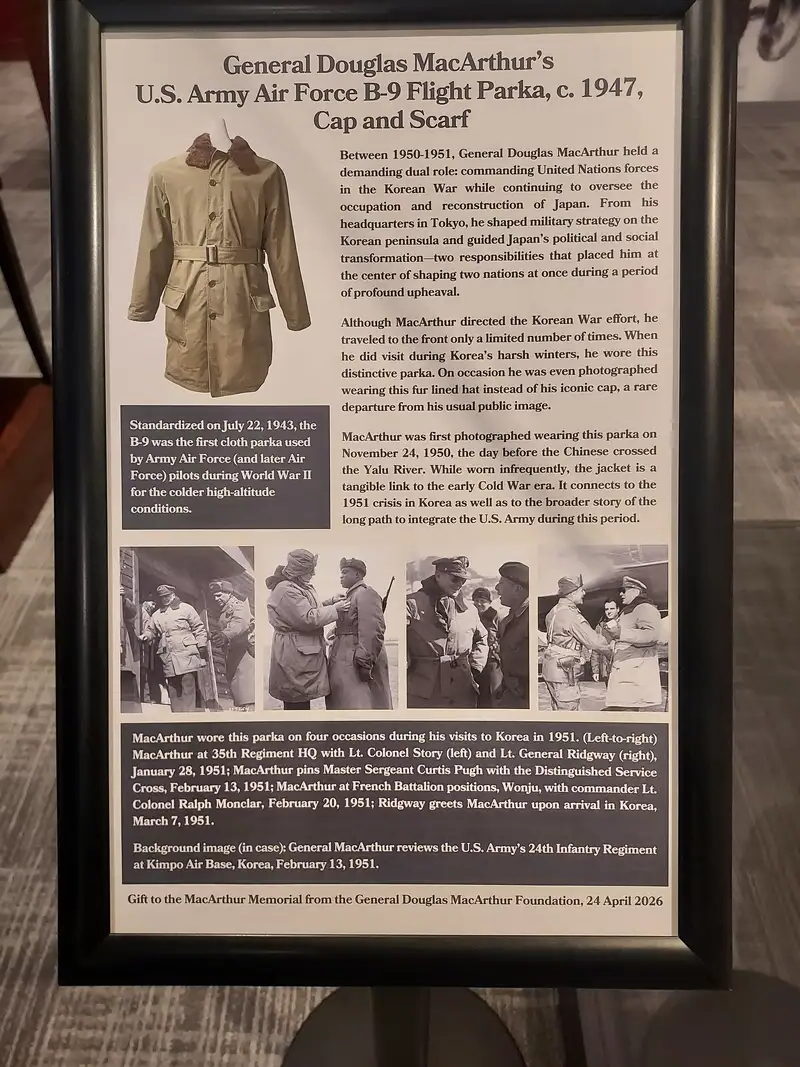 General Douglas MacArthur's
U.S. Army Air Force B-9 Flight Parka, c. 1947,
Cap and Scarf
Between 1950-1951, General Douglas MacArthur held a
demanding dual role: commanding United Nations forces
in the Korean War while continuing to oversee the
occupation and reconstruction of Japan. From his
headquarters in Tokyo, he shaped military strategy on the
Korean peninsula and guided Japan's political and social
transformation—two responsibilities that placed him at
the center of shaping two nations at once during a period
of profound upheaval.
Although MacArthur directed the Korean War effort, he
traveled to the front only a limited number of times. When
he did visit during Korea's harsh winters, he wore this
distinctive parka. On occasion he was even photographed
wearing this fur lined hat instead of his iconic cap, a rare
departure from his usual public image.
MacArthur was first photographed wearing this parka on
November 24, 1950, the day before the Chinese crossed
the Yalu River. While worn infrequently, the jacket is a
tangible link to the early Cold War era. It connects to the
1951 crisis in Korea as well as to the broader story of the
long path to integrate the U.S. Army during this period.
Standardized on July 22, 1943, the
B-9 was the first cloth parka used
by Army Air Force (and later Air
Force) pilots during World War II
for the colder high-altitude
conditions.
MacArthur wore this parka on four occasions during his visits to Korea in 1951. (Left-to-right)
MacArthur at 35th Regiment HQ with Lt. Colonel Story (left) and Lt. General Ridgway (right),
January 28, 1951; MacArthur pins Master Sergeant Curtis Pugh with the Distinguished Service
Cross, February 13, 1951; MacArthur at French Battalion positions, Wonju, with commander Lt.
Colonel Ralph Monclar, February 20, 1951; Ridgway greets MacArthur upon arrival in Korea,
March 7, 1951.
Background image (in case): General MacArthur reviews the U.S. Army's 24th Infantry Regiment
at Kimpo Air Base, Korea, February 13, 1951.
Gift to the MacArthur Memorial from the General Douglas MacArthur Foundation, 24 April 2026